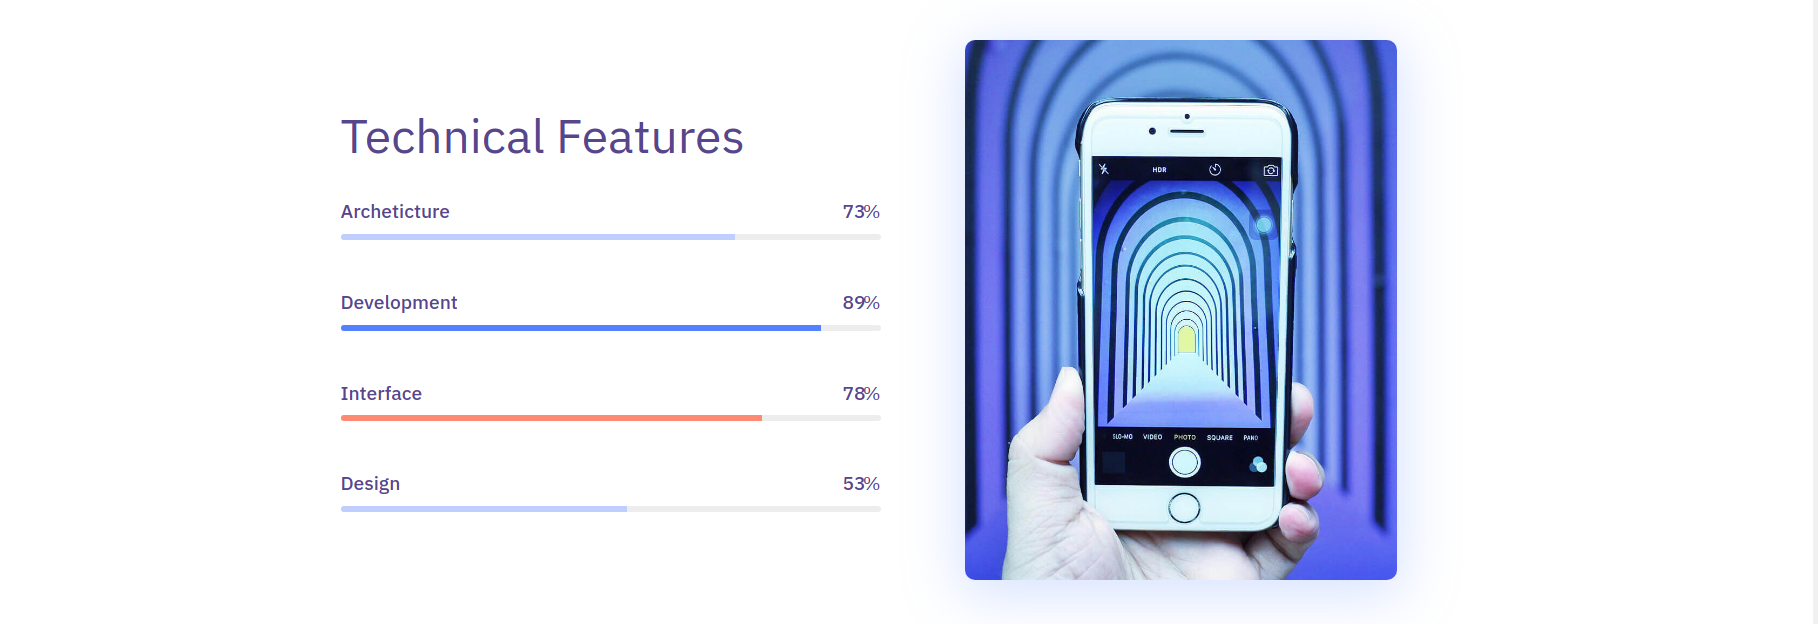 Technical Features
Archeticture 73%
Development 89%
Interface 78%
Design 53%
HDR
SLO-MO VIDEO PHOTO SQUARE PANO